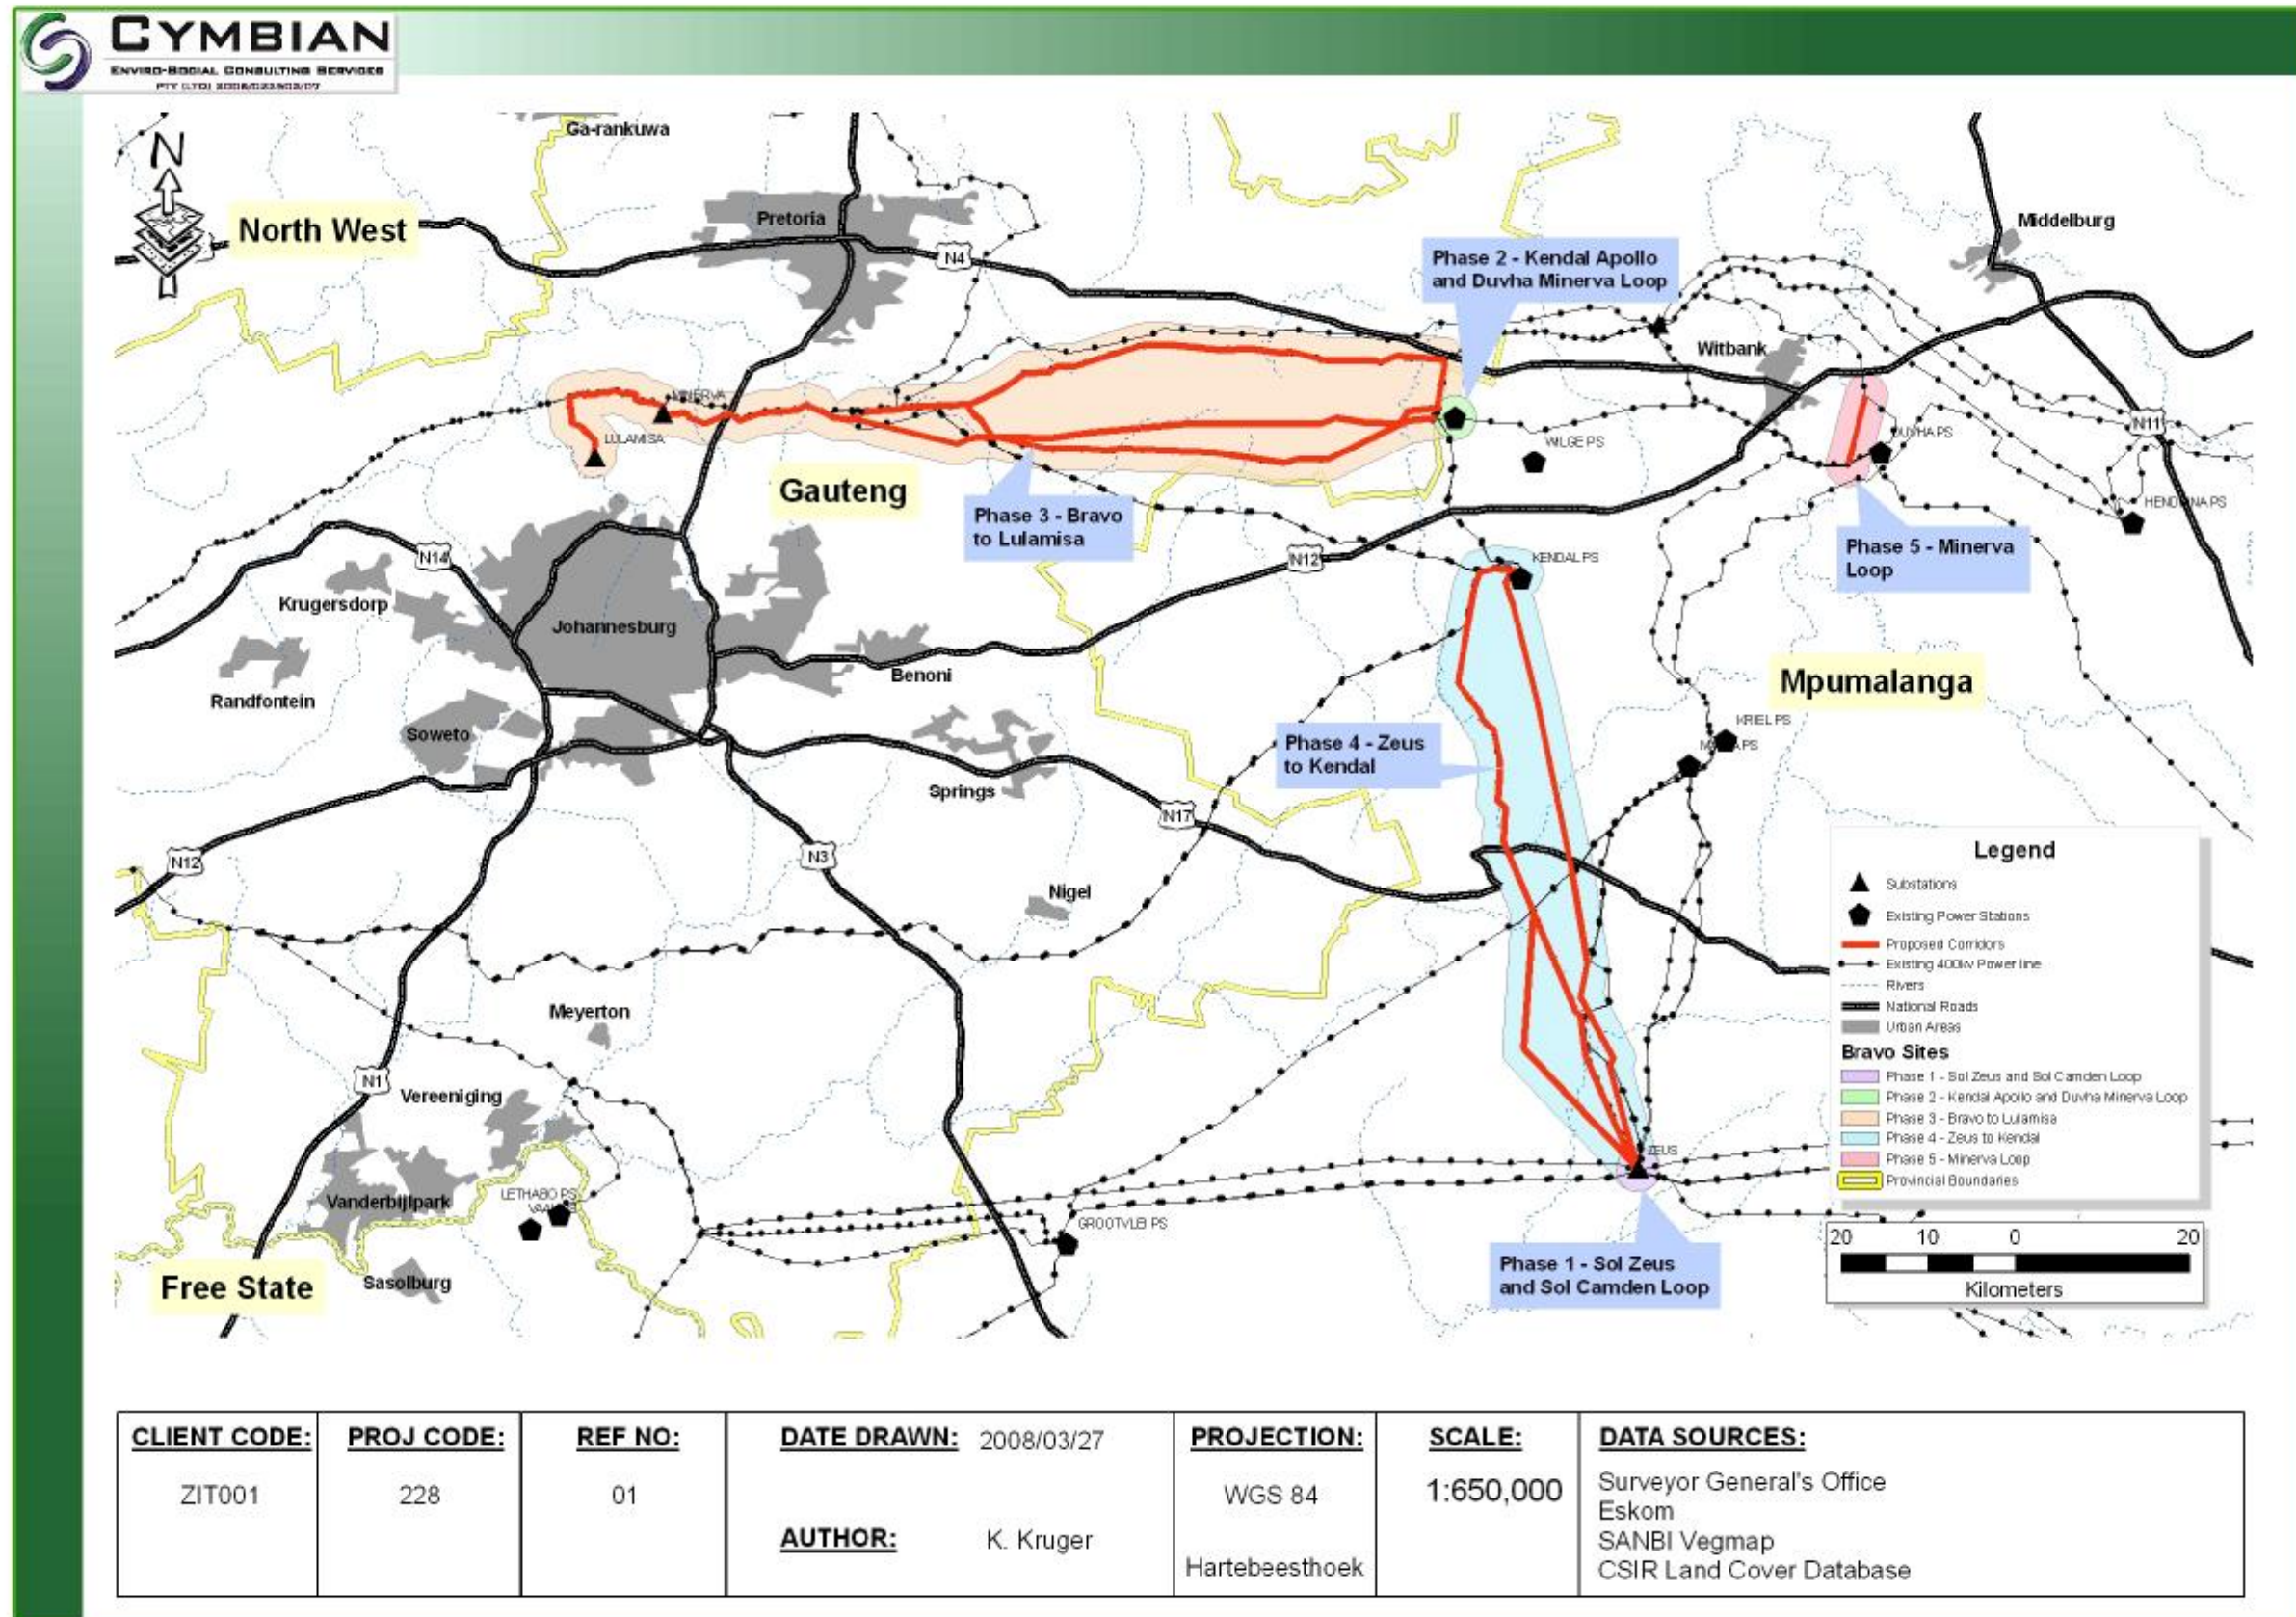 CYMBIAN
ENVIRO-SOCIAL CONSULTING SERVICES
Ga-rankuwa
N
North West
Pretoria
N4
Middelburg
Phase 2 - Kendal Apollo
and Duvha Minerva Loop
Witbank
MINERVA
LULAMISA
Gauteng
WILGE PS
N11
DUVHA PS
Phase 3 - Bravo
to Lulamisa
Phase 5 - Minerva
Loop
N14
N12
KENDAL PS
Krugersdorp
Johannesburg
Benoni
Randfontein
Soweto
Mpumalanga
KRIEL PS
Phase 4 - Zeus
to Kendal
Springs
N17
N12
N3
Nigel
Meyerton
N1
Vereeniging
Vanderbijlpark
LETHABO PS
GROOTVLEI PS
ZEUS
Free State
Sasolburg
Phase 1 - Sol Zeus
and Sol Camden Loop
Legend
Substations
Existing Power Stations
Proposed Corridors
Existing 400kv Power line
Rivers
National Roads
Urban Areas
Bravo Sites
Phase 1 - Sol Zeus and Sol Camden Loop
Phase 2 - Kendal Apollo and Duvha Minerva Loop
Phase 3 - Bravo to Lulamisa
Phase 4 - Zeus to Kendal
Phase 5 - Minerva Loop
Provincial Boundaries
20 10 0 20
Kilometers
CLIENT CODE:
ZIT001
PROJ CODE:
228
REF NO:
01
DATE DRAWN: 2008/03/27
AUTHOR: K. Kruger
PROJECTION:
WGS 84
Hartebeesthoek
SCALE:
1:650,000
DATA SOURCES:
Surveyor General's Office
Eskom
SANBI Vegmap
CSIR Land Cover Database